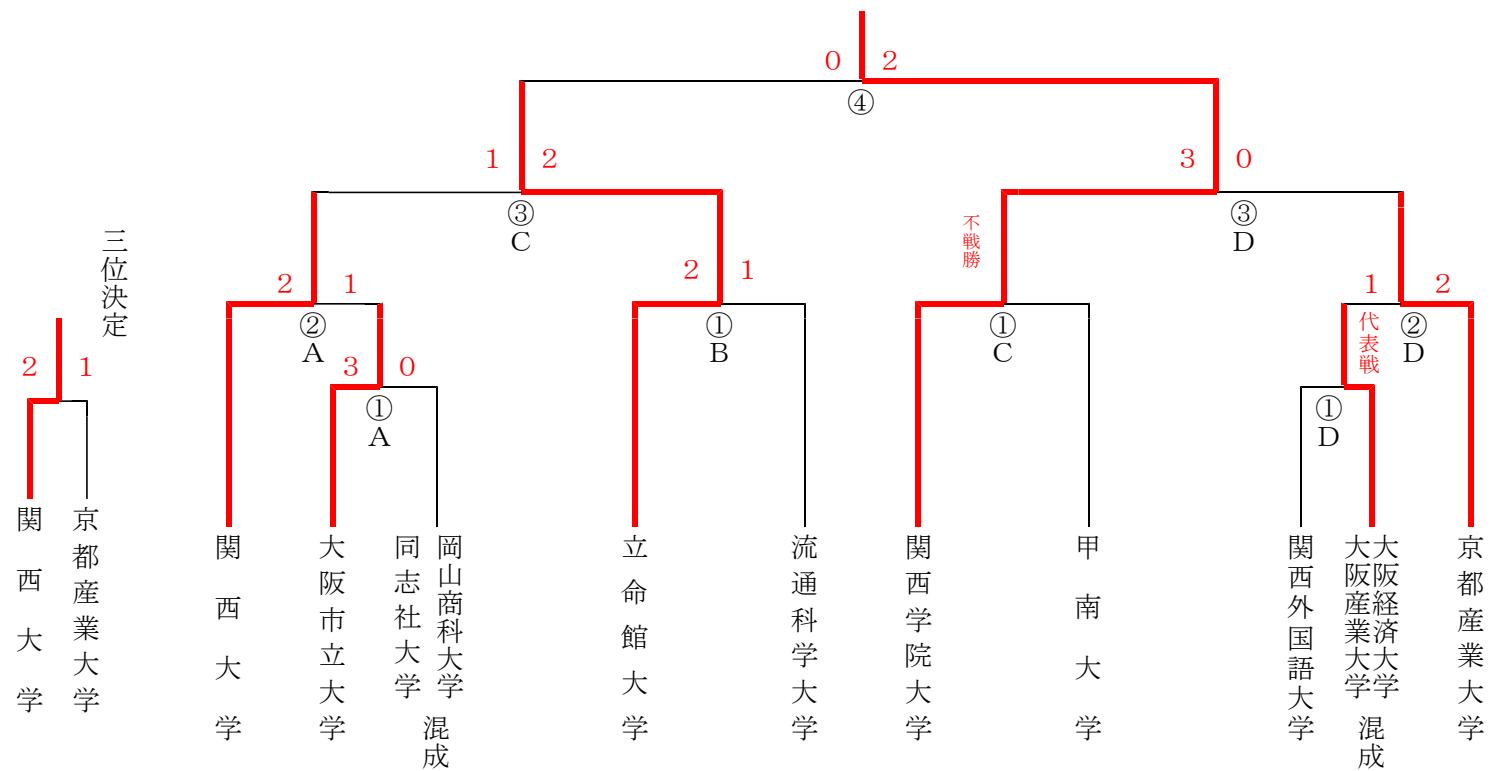 ０ ２
④
１ ２
３ ０
③
Ｃ
③
Ｄ
不戦勝
三位決定
２ １
２ １
１ ２
②
Ａ
①
Ｂ
①
Ｃ
代表戦
②
Ｄ
２ １
３ ０
①
Ａ
①
Ｄ
関西大学
京都産業大学
関西大学
大阪市立大学
岡山商科大学
同志社大学
混成
立命館大学
流通科学大学
関西学院大学
甲南大学
関西外国語大学
大阪経済大学
大阪産業大学
混成
京都産業大学